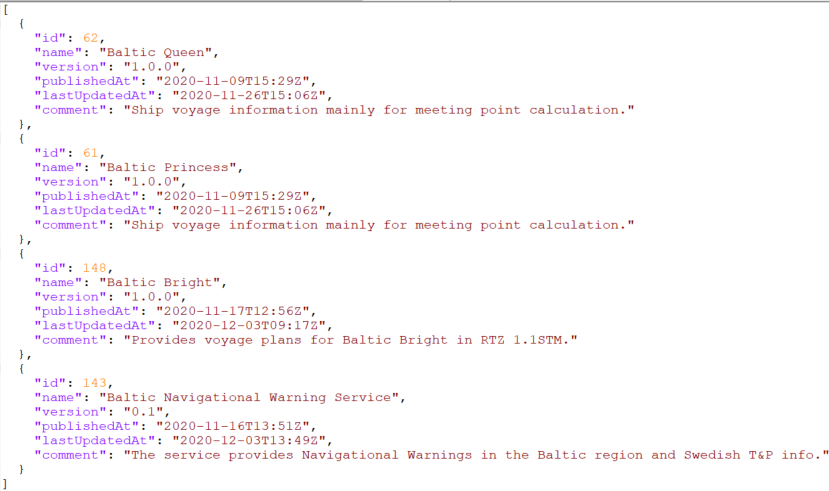 [
  {
    "id": 62,
    "name": "Baltic Queen",
    "version": "1.0.0",
    "publishedAt": "2020-11-09T15:29Z",
    "lastUpdatedAt": "2020-11-26T15:06Z",
    "comment": "Ship voyage information mainly for meeting point calculation."
  },
  {
    "id": 61,
    "name": "Baltic Princess",
    "version": "1.0.0",
    "publishedAt": "2020-11-09T15:29Z",
    "lastUpdatedAt": "2020-11-26T15:06Z",
    "comment": "Ship voyage information mainly for meeting point calculation."
  },
  {
    "id": 148,
    "name": "Baltic Bright",
    "version": "1.0.0",
    "publishedAt": "2020-11-17T12:56Z",
    "lastUpdatedAt": "2020-12-03T09:17Z",
    "comment": "Provides voyage plans for Baltic Bright in RTZ 1.1STM."
  },
  {
    "id": 143,
    "name": "Baltic Navigational Warning Service",
    "version": "0.1",
    "publishedAt": "2020-11-16T13:51Z",
    "lastUpdatedAt": "2020-12-03T13:49Z",
    "comment": "The service provides Navigational Warnings in the Baltic region and Swedish T&P info."
  }
]